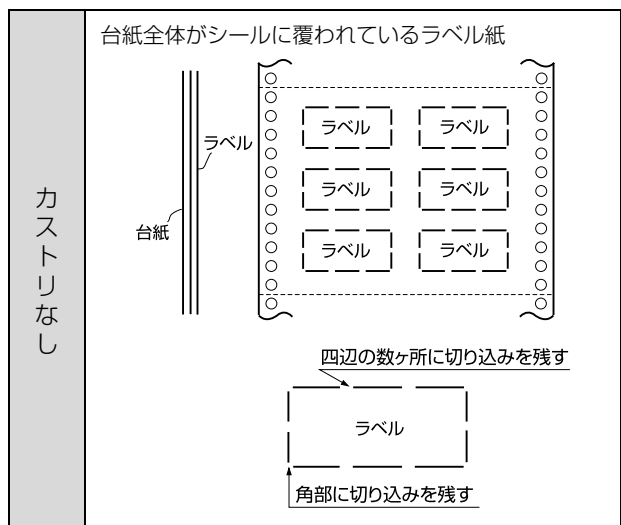 カストリなし
台紙全体がシールに覆われているラベル紙
ラベル
台紙
ラベル
ラベル
ラベル
ラベル
ラベル
ラベル
四辺の数ヶ所に切り込みを残す
ラベル
角部に切り込みを残す